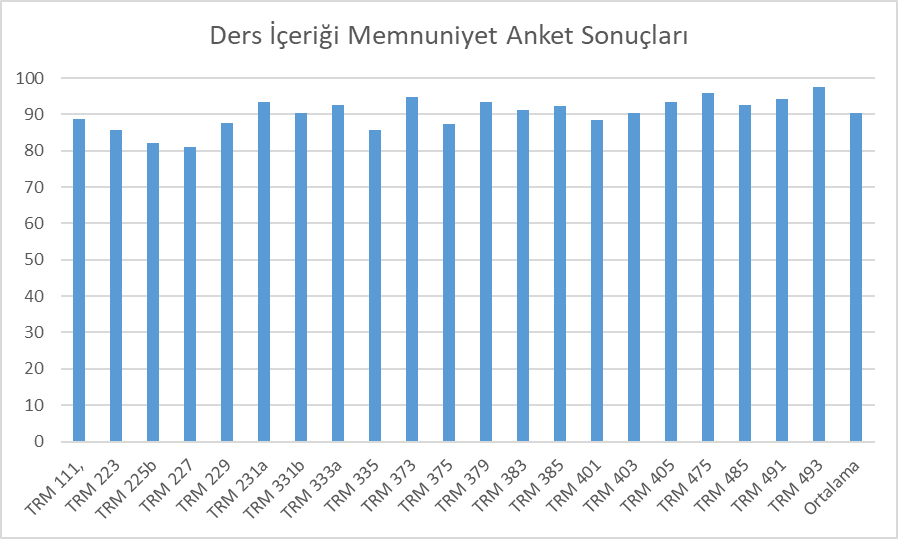 Ders İçeriği Memnuniyet Anket Sonuçları
100
90
80
70
60
50
40
30
20
10
0
TRM 111,
TRM 223
TRM 225b
TRM 227
TRM 229
TRM 231a
TRM 331b
TRM 333a
TRM 335
TRM 373
TRM 375
TRM 379
TRM 383
TRM 385
TRM 401
TRM 403
TRM 405
TRM 475
TRM 485
TRM 491
TRM 493
Ortalama